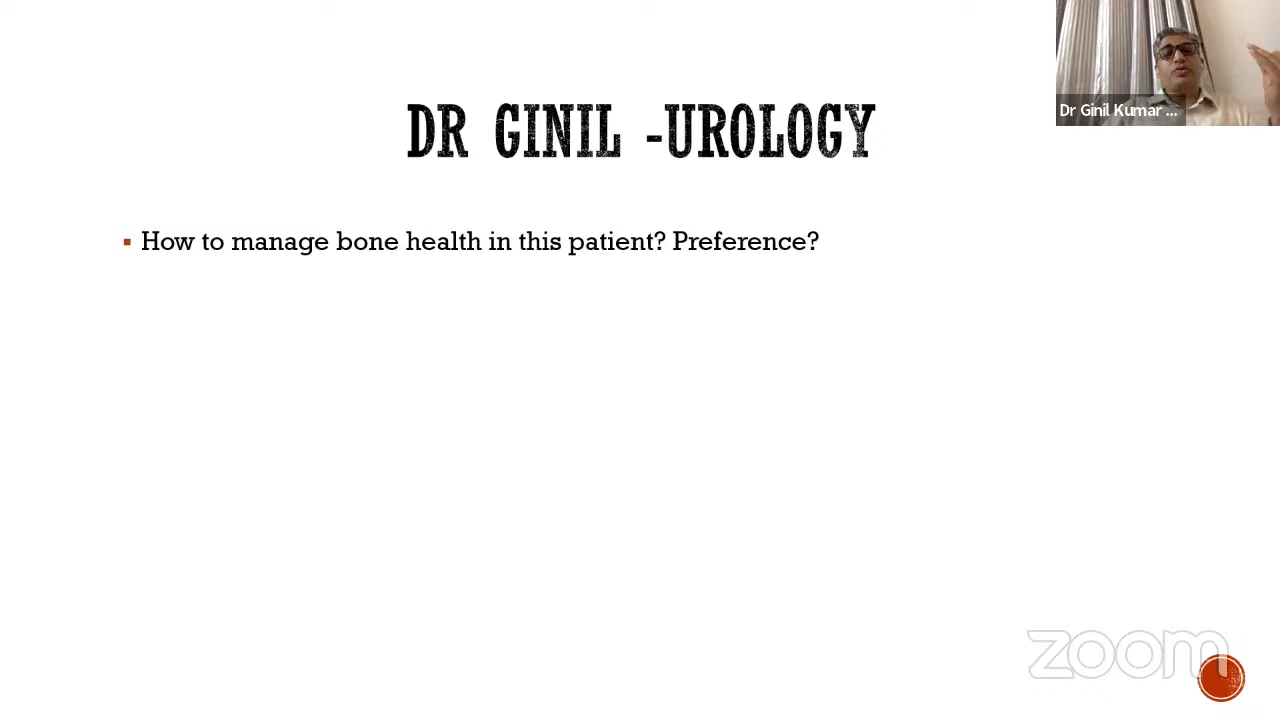 DR GINIL -UROLOGY
Dr Ginil Kumar ...
How to manage bone health in this patient? Preference?
zoom